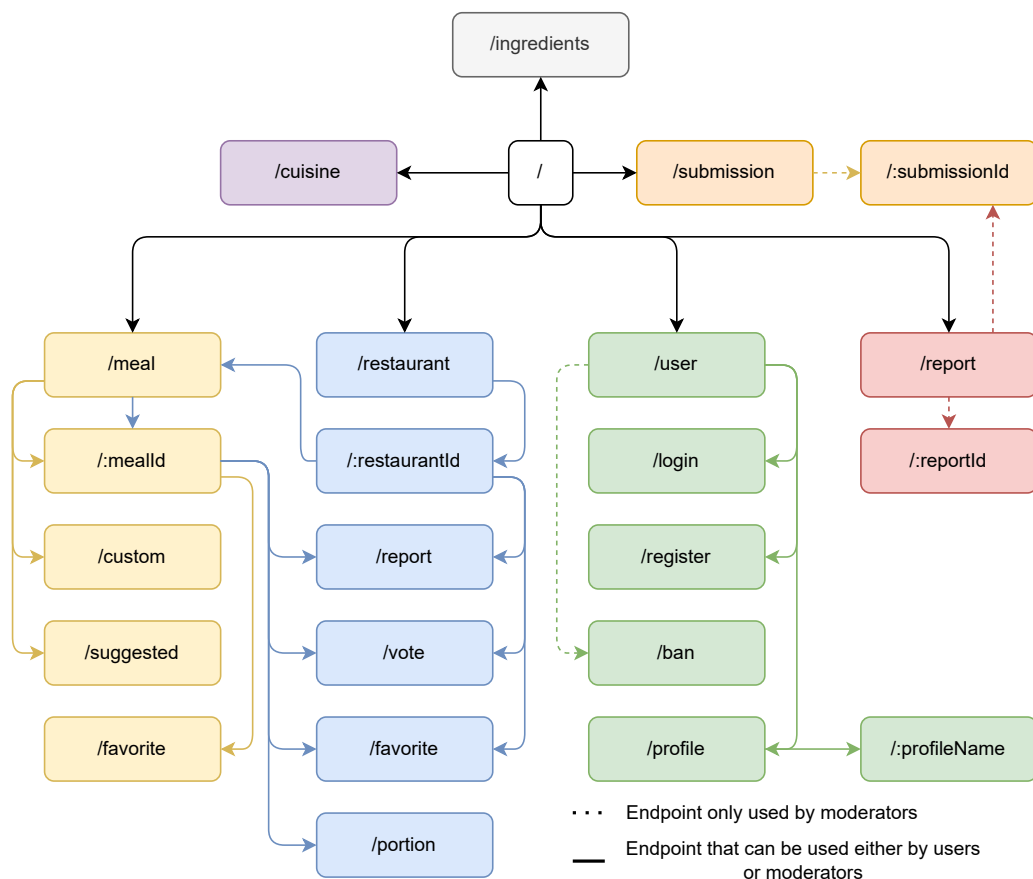 /ingredients
/cuisine
/
/submission
/:submissionId
/meal
/restaurant
/user
/report
/:mealId
/:restaurantId
/login
/:reportId
/custom
/report
/register
/suggested
/vote
/ban
/favorite
/favorite
/profile
/:profileName
/portion
Endpoint only used by moderators
Endpoint that can be used either by users
or moderators